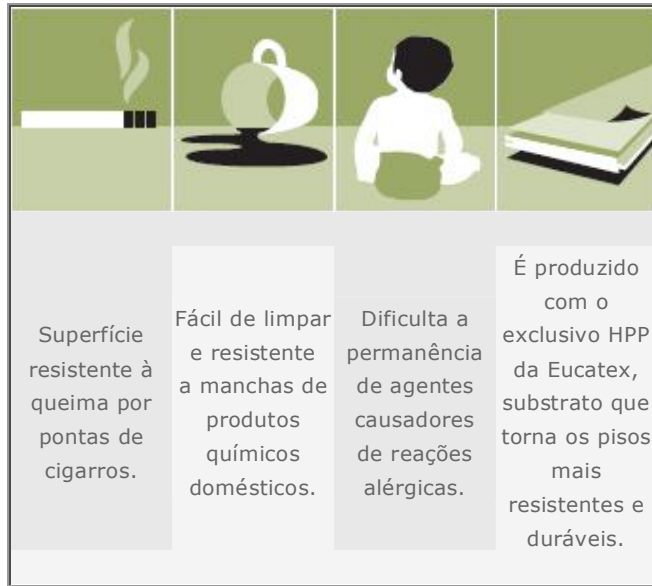 Superfície
resistente à
queima por
pontas de
cigarros.
Fácil de limpar
e resistente
a manchas de
produtos
químicos
domésticos.
Dificulta a
permanência
de agentes
causadores
de reações
alérgicas.
É produzido
com o
exclusivo HPP
da Eucatex,
substrato que
torna os pisos
mais
resistentes e
duráveis.